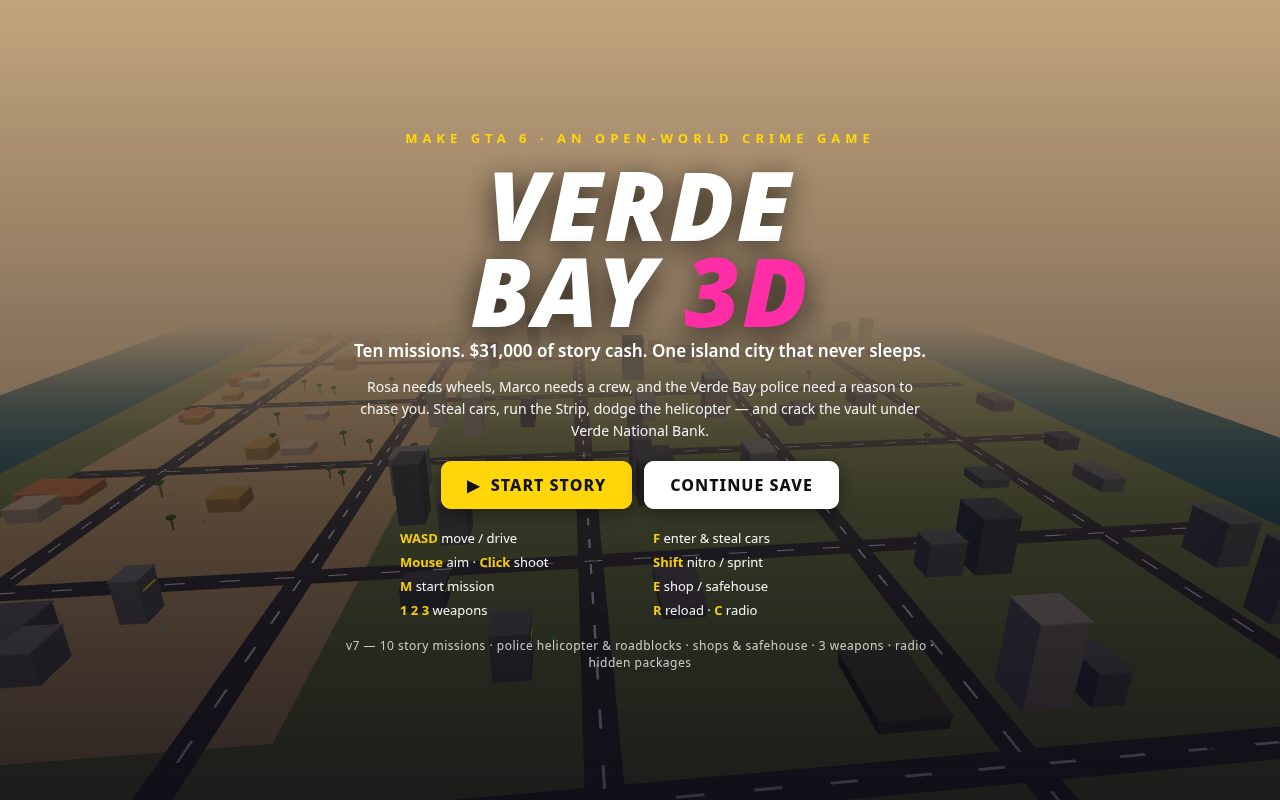 MAKE GTA 6 · AN OPEN-WORLD CRIME GAME
VERDE
BAY 3D
Ten missions. $31,000 of story cash. One island city that never sleeps.
Rosa needs wheels, Marco needs a crew, and the Verde Bay police need a reason to
chase you. Steal cars, run the Strip, dodge the helicopter — and crack the vault under
Verde National Bank.
▶ START STORY
CONTINUE SAVE
WASD move / drive
F enter & steal cars
Mouse aim · Click shoot
Shift nitro / sprint
M start mission
E shop / safehouse
1 2 3 weapons
R reload · C radio
v7 — 10 story missions · police helicopter & roadblocks · shops & safehouse · 3 weapons · radio ·
hidden packages